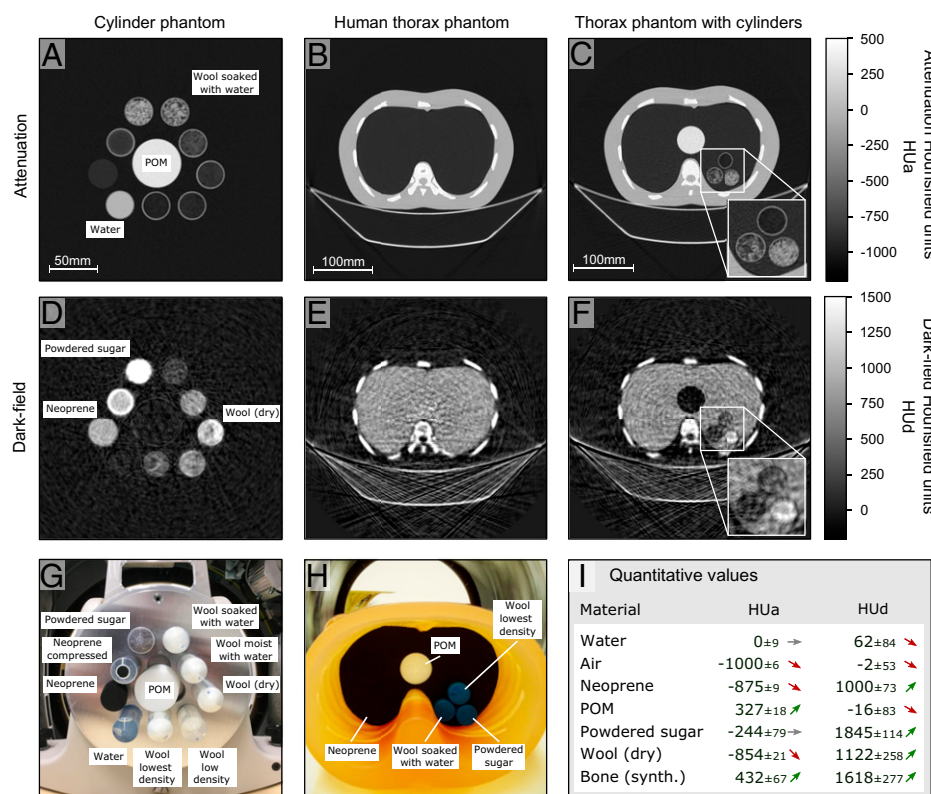 Cylinder phantom
Human thorax phantom
Thorax phantom with cylinders
Attenuation
A
Wool soaked
with water
POM
Water
50mm
B
100mm
C
100mm
500
250
0
-250
-500
-750
-1000
Attenuation Hounsfield units
HUa
Dark-field
D
Powdered sugar
Neoprene
Wool (dry)
E
F
1500
1250
1000
750
500
250
0
Dark-field Hounsfield units
HUd
G
Powdered sugar
Wool soaked
with water
Neoprene
compressed
Wool moist
with water
Neoprene
POM
Wool (dry)
Water
Wool
lowest
density
Wool
low
density
H
Wool
lowest
density
POM
Neoprene
Wool soaked
with water
Powdered
sugar
I Quantitative values
Material HUa HUd
Water 0±9 → 62±84 ↘
Air -1000±6 ↘ -2±53 ↘
Neoprene -875±9 ↘ 1000±73 ↗
POM 327±18 ↗ -16±83 ↘
Powdered sugar -244±79 → 1845±114 ↗
Wool (dry) -854±21 ↘ 1122±258 ↗
Bone (synth.) 432±67 ↗ 1618±277 ↗